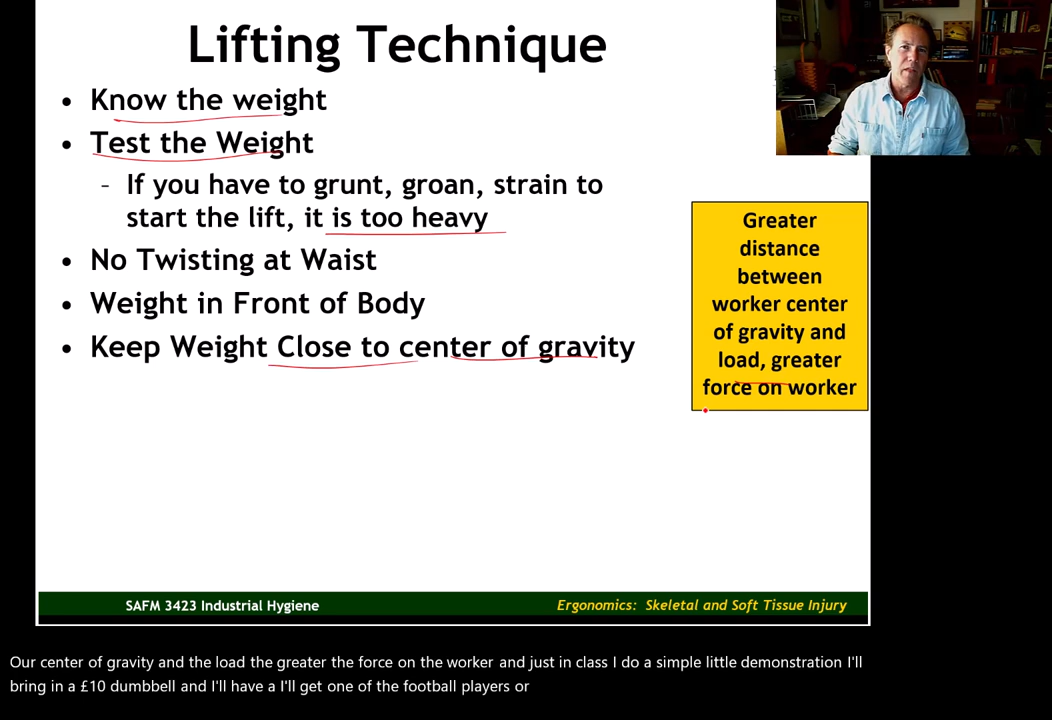 Lifting Technique
• Know the weight
• Test the Weight
– If you have to grunt, groan, strain to
start the lift, it is too heavy
• No Twisting at Waist
• Weight in Front of Body
• Keep Weight Close to center of gravity
Greater
distance
between
worker center
of gravity and
load, greater
force on worker
SAFM 3423 Industrial Hygiene
Ergonomics: Skeletal and Soft Tissue Injury
Our center of gravity and the load the greater the force on the worker and just in class I do a simple little demonstration I'll
bring in a £10 dumbbell and I'll have a I'll get one of the football players or